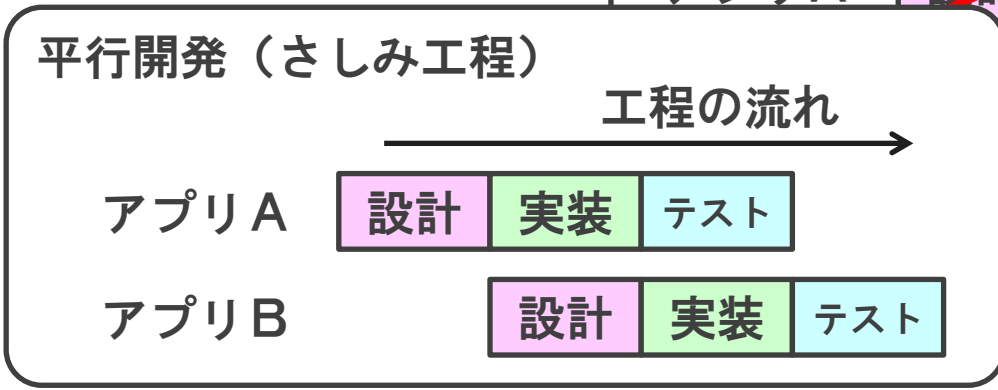 平行開発（さしみ工程）
工程の流れ
アプリA 設計 実装 テスト
アプリB 設計 実装 テスト